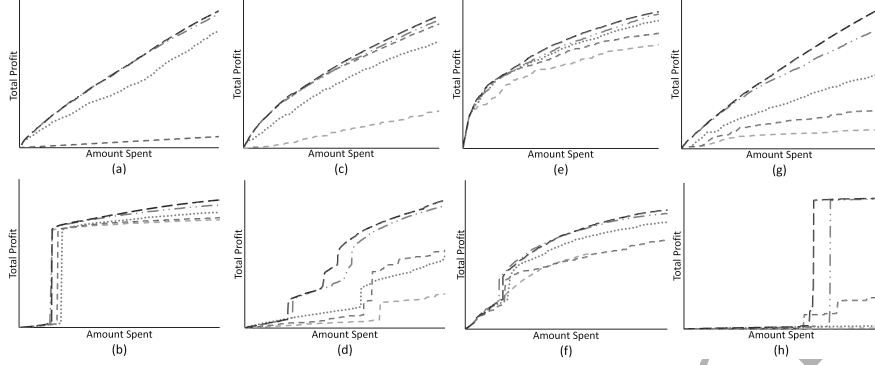 Total Profit
Amount Spent
(a)
Total Profit
Amount Spent
(c)
Total Profit
Amount Spent
(e)
Total Profit
Amount Spent
(g)
Total Profit
Amount Spent
(b)
Total Profit
Amount Spent
(d)
Total Profit
Amount Spent
(f)
Total Profit
Amount Spent
(h)